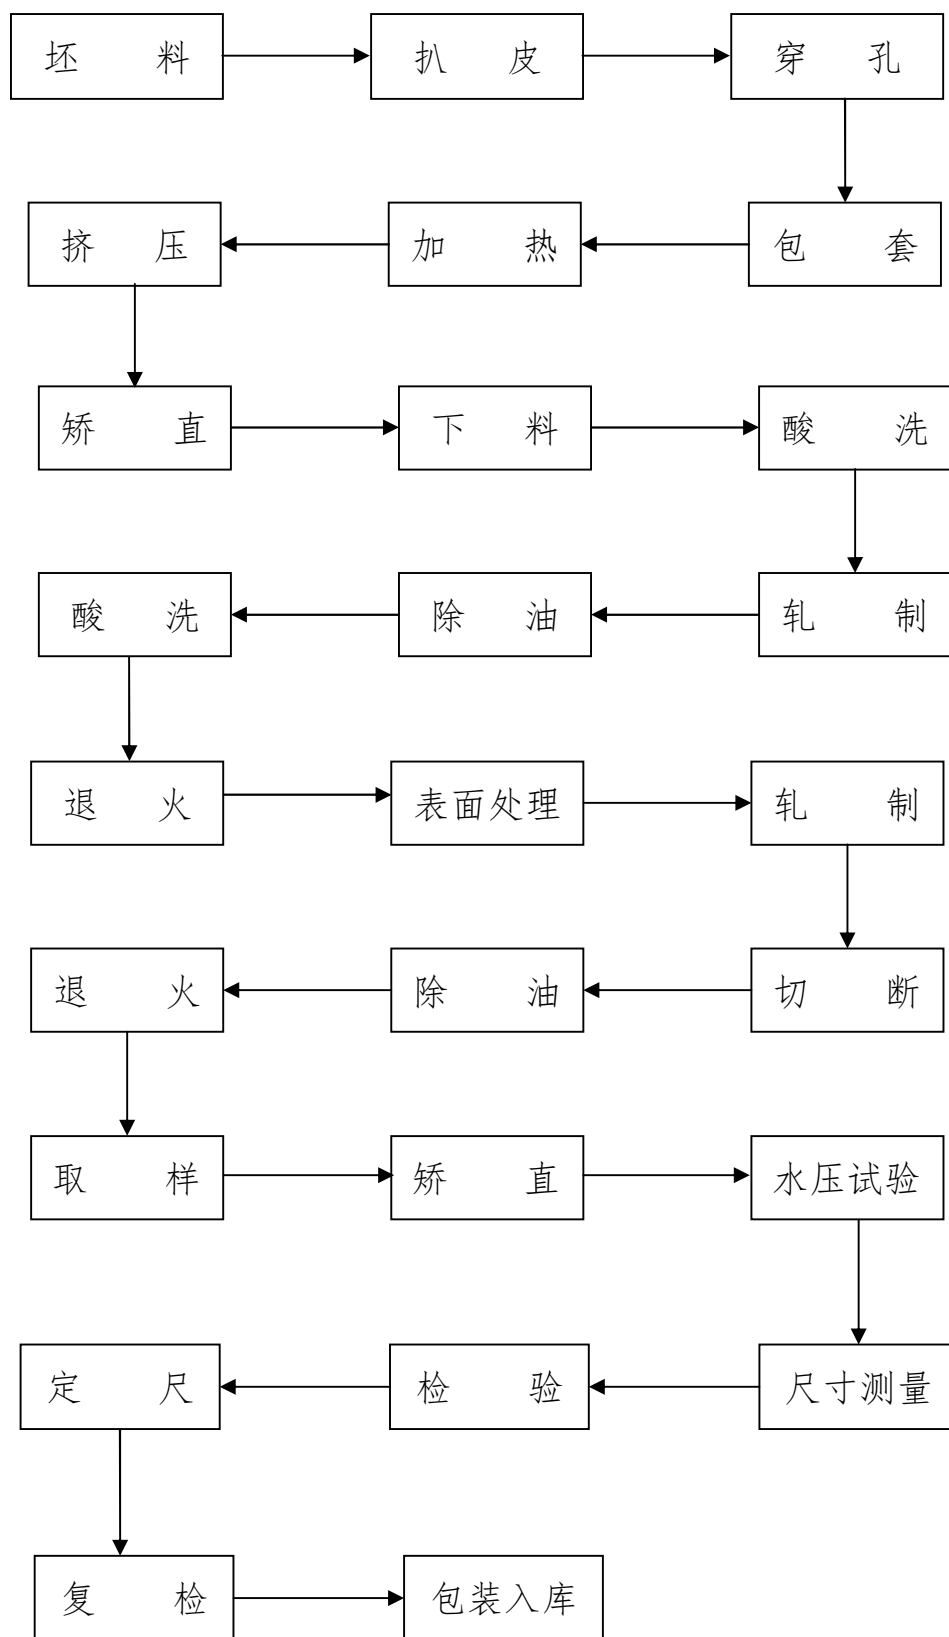 坯 料 扒 皮 穿 孔
挤 压 加 热 包 套
矫 直 下 料 酸 洗
酸 洗 除 油 轧 制
退 火 表面处理 轧 制
退 火 除 油 切 断
取 样 矫 直 水压试验
定 尺 检 验 尺寸测量
复 检 包装入库